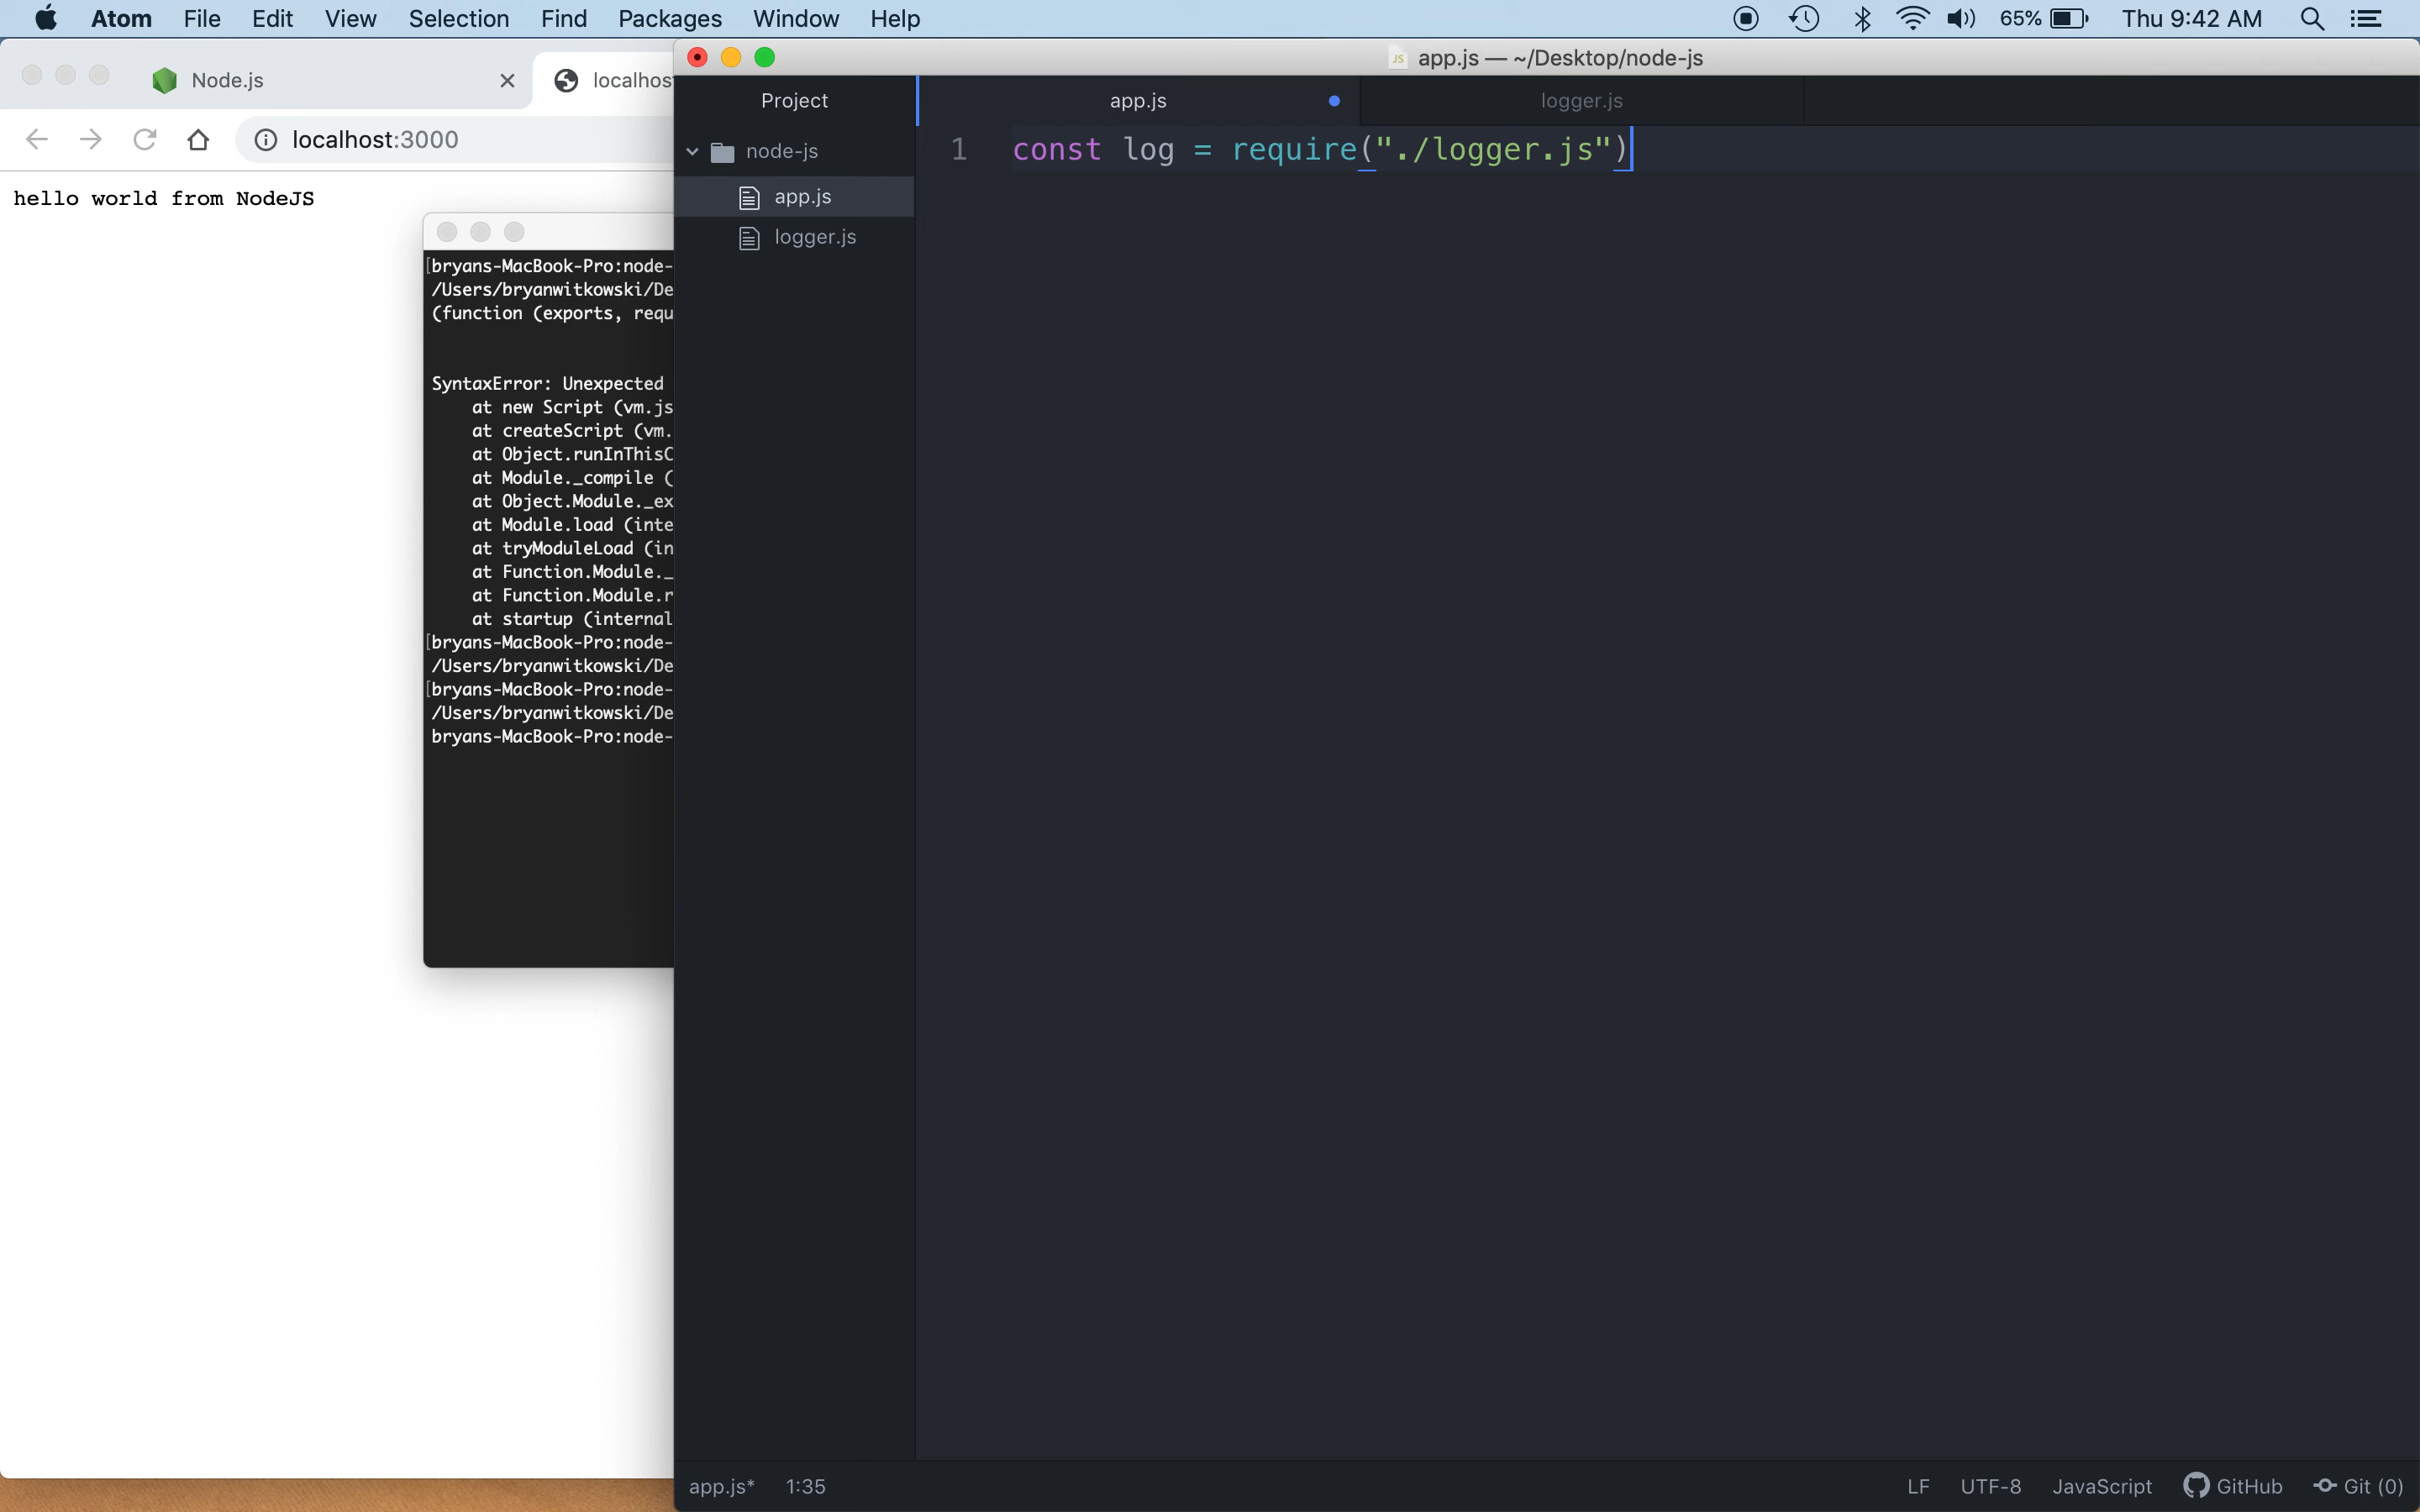 Atom File Edit View Selection Find Packages Window Help 65% Thu 9:42 AM
Node.js
localhost
localhost:3000
hello world from NodeJS
[bryans-MacBook-Pro:node-
/Users/bryanwitkowski/De
(function (exports, requ
SyntaxError: Unexpected
at new Script (vm.js
at createScript (vm.
at Object.runInThisC
at Module._compile (
at Object.Module._ex
at Module.load (inte
at tryModuleLoad (in
at Function.Module._
at Function.Module.r
at startup (internal
[bryans-MacBook-Pro:node-
/Users/bryanwitkowski/De
[bryans-MacBook-Pro:node-
/Users/bryanwitkowski/De
bryans-MacBook-Pro:node-
JS app.js — ~/Desktop/node-js
Project
node-js
app.js
logger.js
app.js
logger.js
1 const log = require("./logger.js")
app.js* 1:35 LF UTF-8 JavaScript GitHub Git (0)